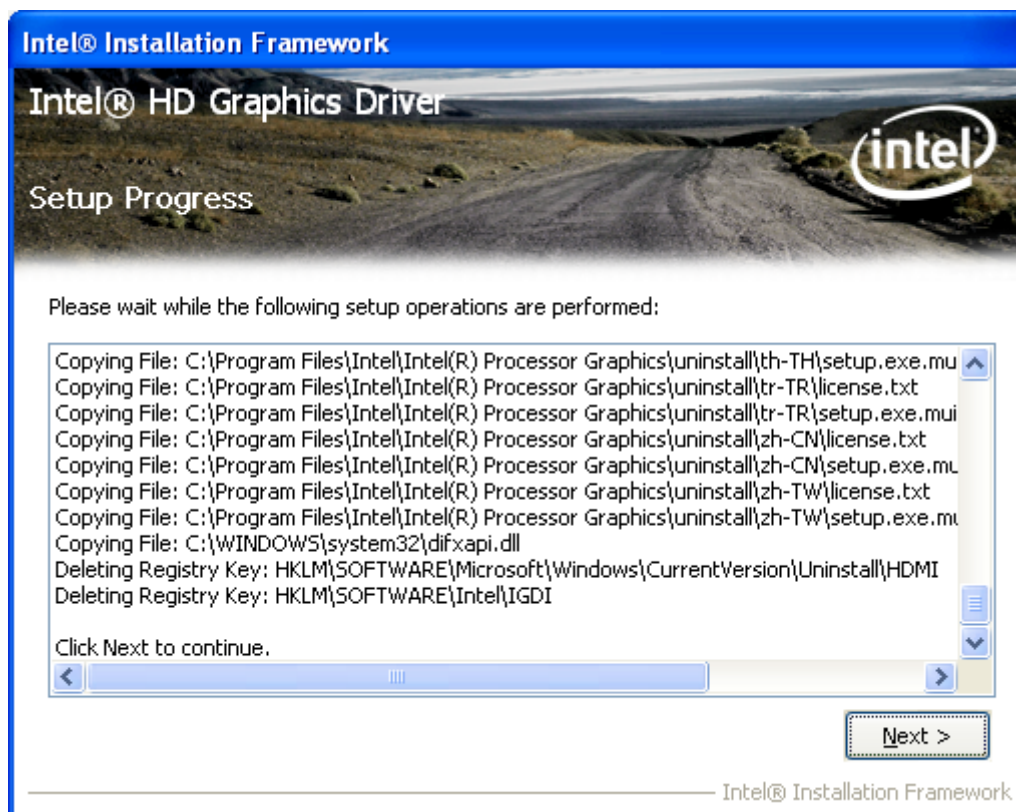 Intel® Installation Framework
Intel® HD Graphics Driver
intel
Setup Progress
Please wait while the following setup operations are performed:
Copying File: C:\Program Files\Intel\Intel(R) Processor Graphics\uninstall\th-TH\setup.exe.mu
Copying File: C:\Program Files\Intel\Intel(R) Processor Graphics\uninstall\tr-TR\license.txt
Copying File: C:\Program Files\Intel\Intel(R) Processor Graphics\uninstall\tr-TR\setup.exe.mui
Copying File: C:\Program Files\Intel\Intel(R) Processor Graphics\uninstall\zh-CN\license.txt
Copying File: C:\Program Files\Intel\Intel(R) Processor Graphics\uninstall\zh-CN\setup.exe.mu
Copying File: C:\Program Files\Intel\Intel(R) Processor Graphics\uninstall\zh-TW\license.txt
Copying File: C:\Program Files\Intel\Intel(R) Processor Graphics\uninstall\zh-TW\setup.exe.mu
Copying File: C:\WINDOWS\system32\difxapi.dll
Deleting Registry Key: HKLM\SOFTWARE\Microsoft\Windows\CurrentVersion\Uninstall\HDMI
Deleting Registry Key: HKLM\SOFTWARE\Intel\IGDI
Click Next to continue.
Next >
Intel® Installation Framework